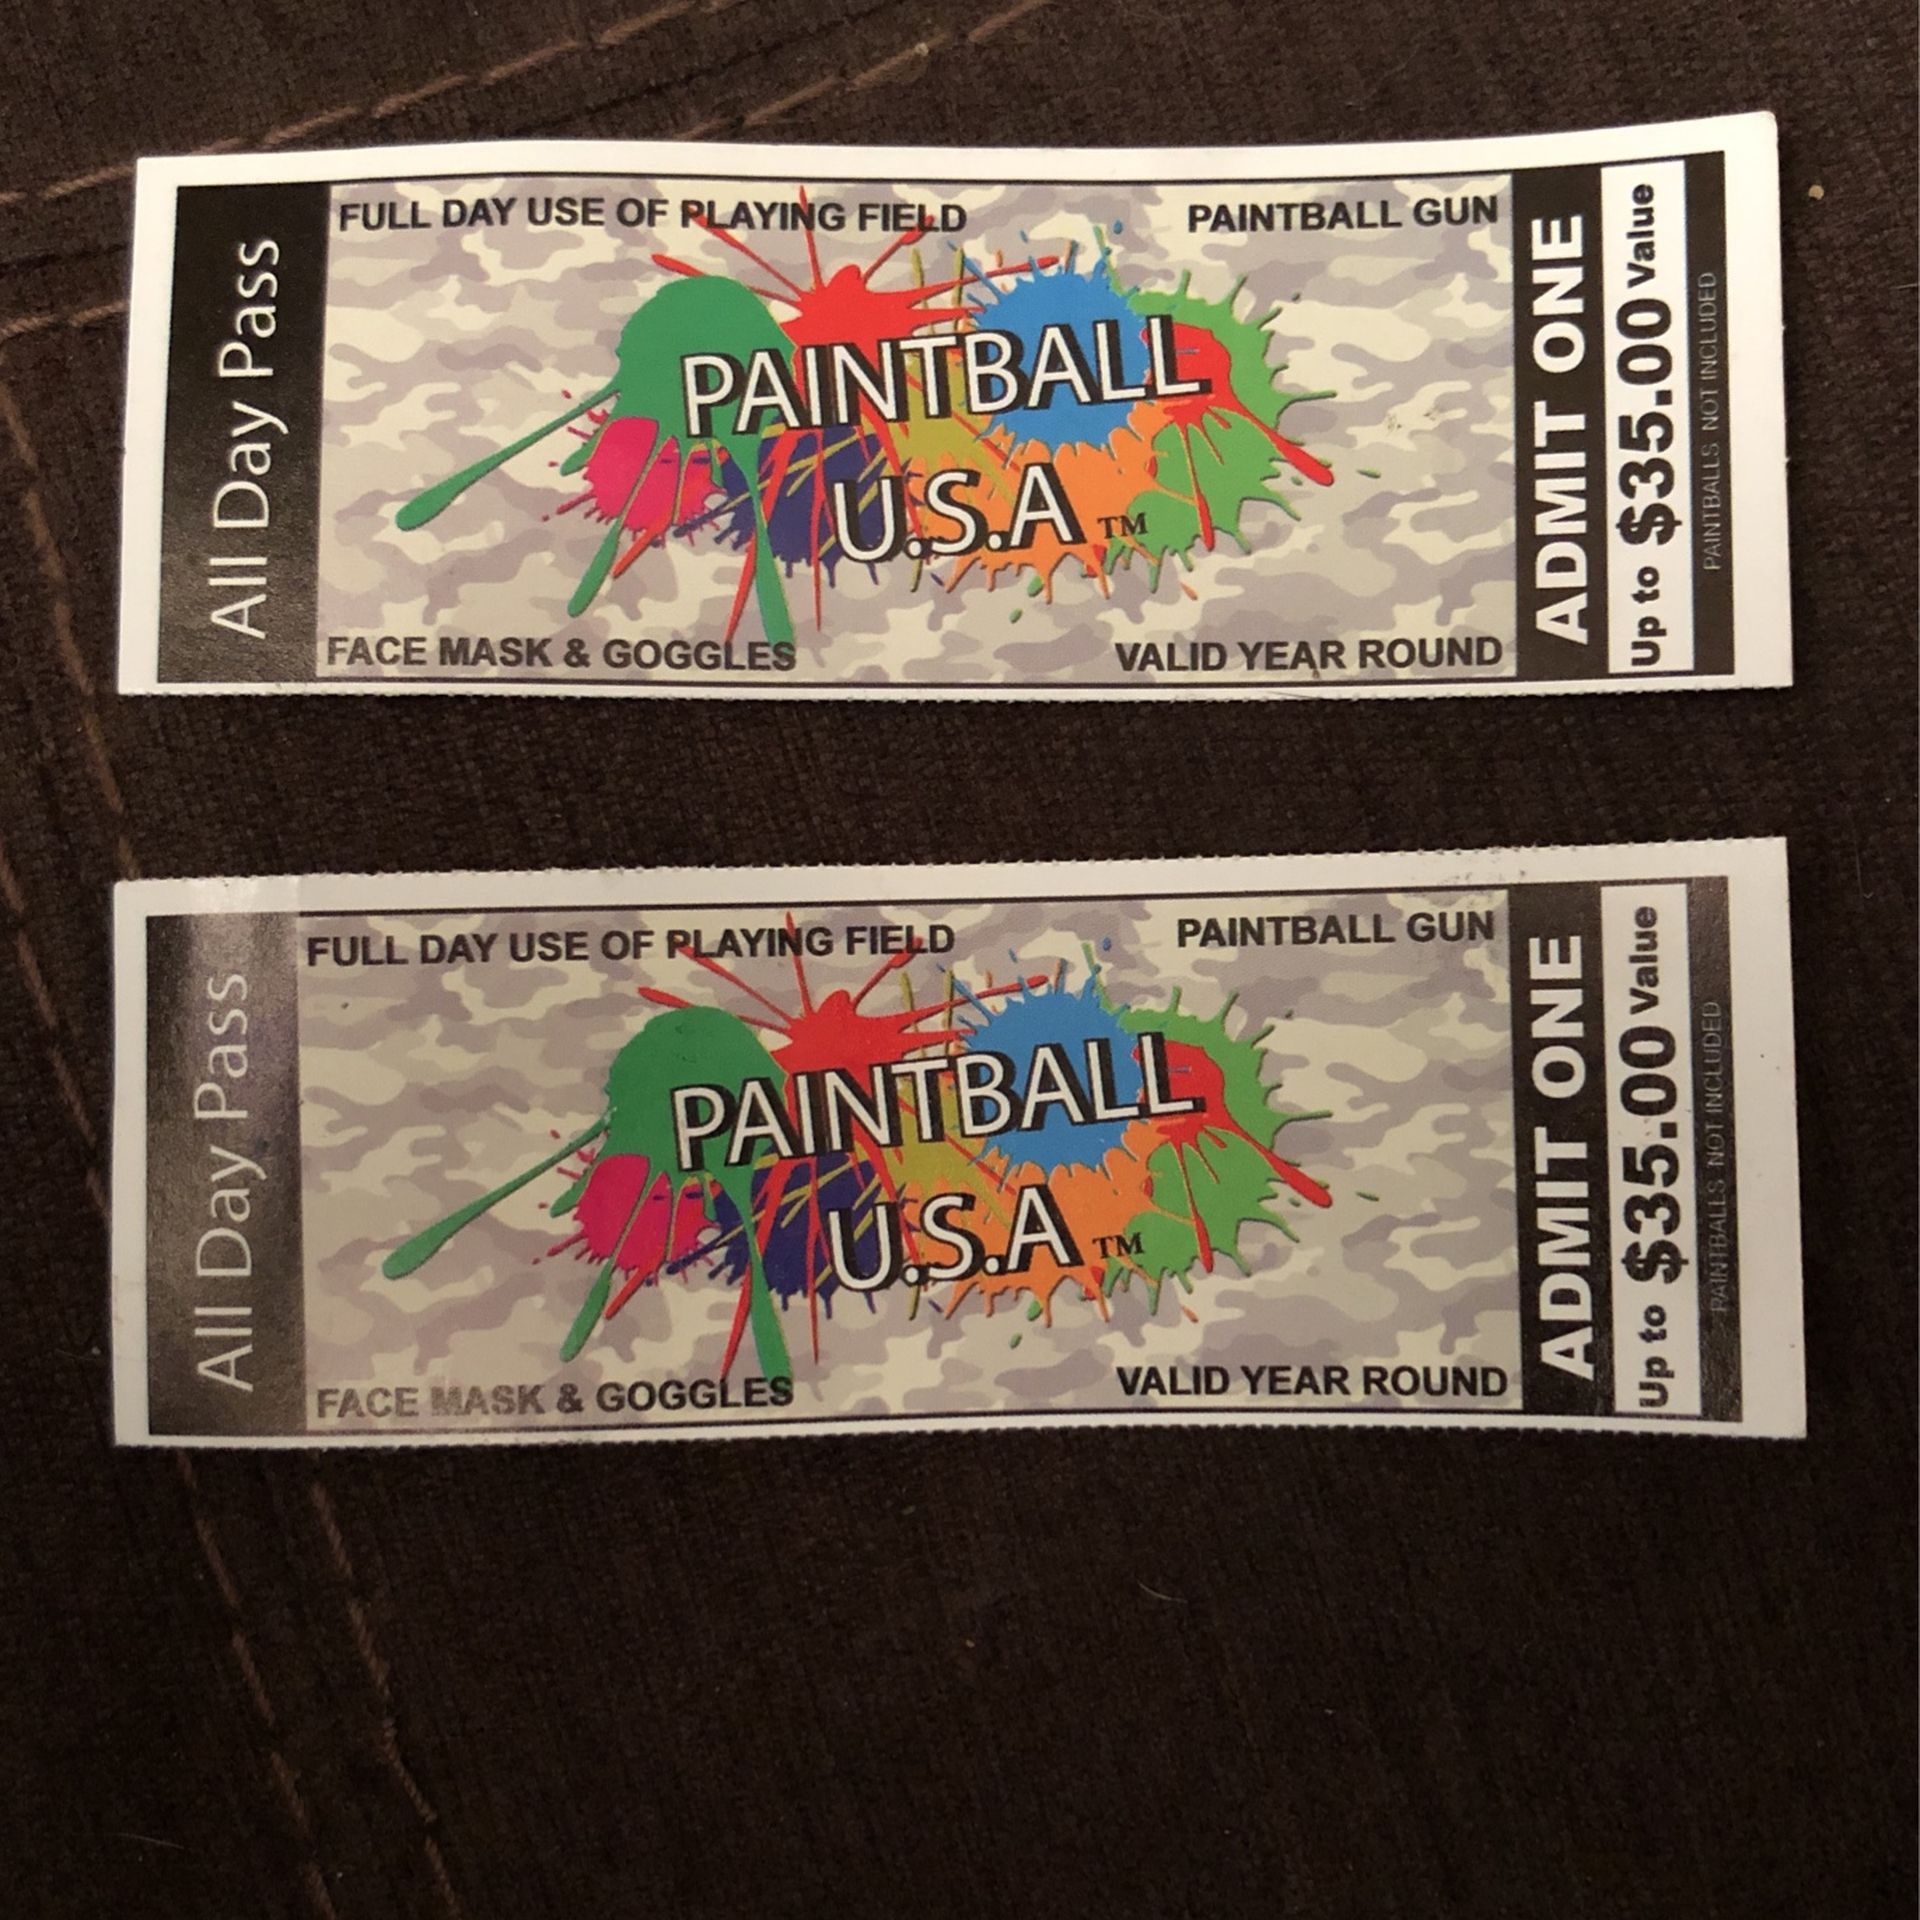 All Day Pass
FULL DAY USE OF PLAYING FIELD
PAINTBALL GUN
PAINTBALL
U.S.A ™
FACE MASK & GOGGLES
VALID YEAR ROUND
ADMIT ONE
Up to $35.00 Value
PAINTBALLS NOT INCLUDED
All Day Pass
FULL DAY USE OF PLAYING FIELD
PAINTBALL GUN
PAINTBALL
U.S.A ™
FACE MASK & GOGGLES
VALID YEAR ROUND
ADMIT ONE
Up to $35.00 Value
PAINTBALLS NOT INCLUDED